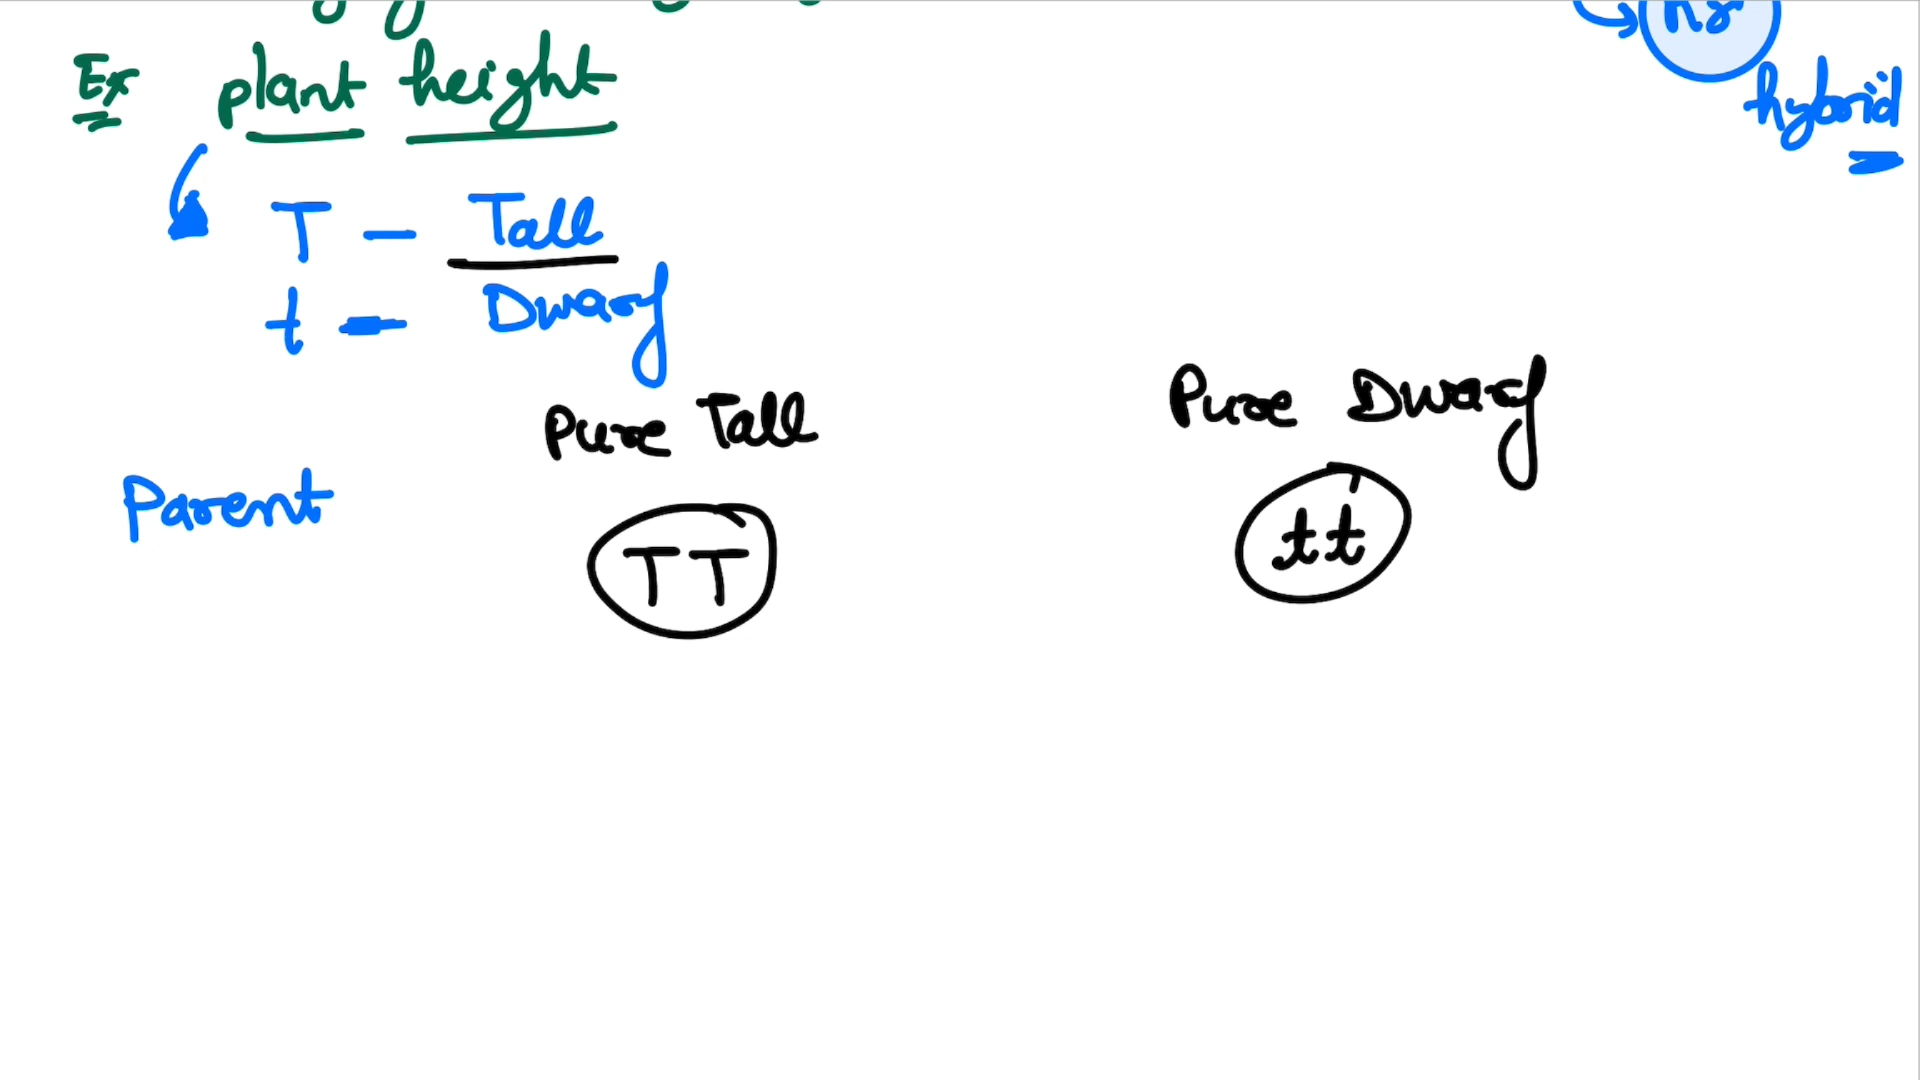 Ex plant height
hybrid
T - Tall
t - Dwarf
Pure Tall
Pure Dwarf
Parent
TT
tt